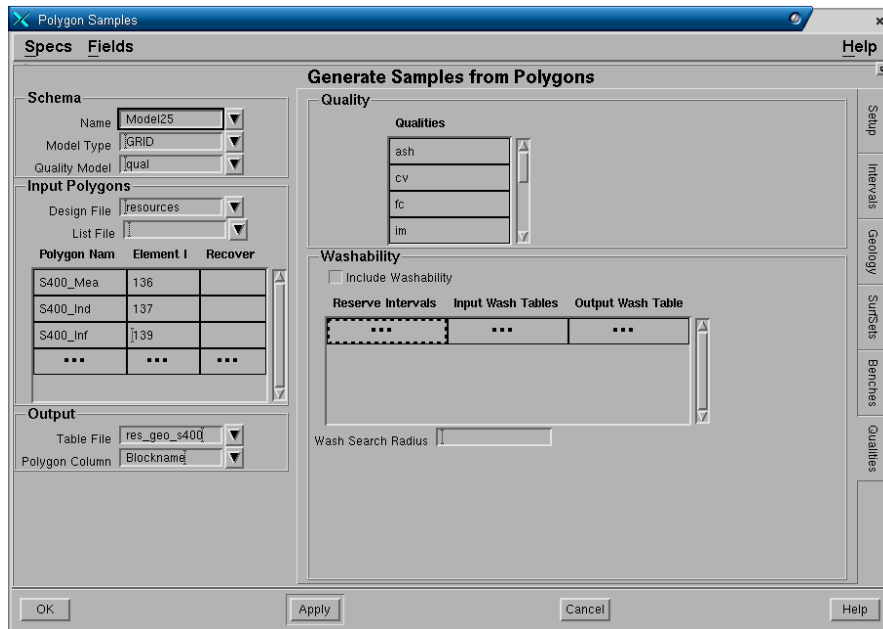 Polygon Samples
Specs Fields Help
Generate Samples from Polygons
Schema
Name Model25
Model Type GRID
Quality Model qual
Input Polygons
Design File resources
List File
Polygon Nam Element I Recover
S400_Mea 136
S400_Ind 137
S400_Inf 139
... ...  ...
Output
Table File res_geo_s400
Polygon Column Blockname
Quality
Qualities
ash
cv
fc
im
Washability
Include Washability
Reserve Intervals Input Wash Tables Output Wash Table
... ... ...
Wash Search Radius
Setup
Intervals
Geology
SurfSets
Benches
Qualities
OK Apply Cancel Help